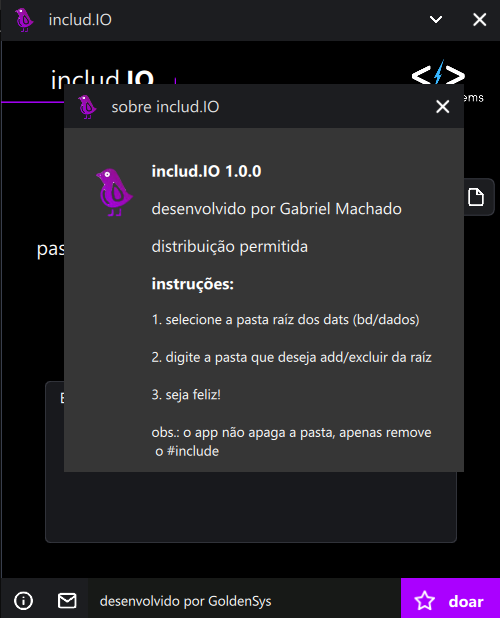 includ.IO
includ.IO
</>
ems
sobre includ.IO
includ.IO 1.0.0
desenvolvido por Gabriel Machado
pas
distribuição permitida
instruções:
1. selecione a pasta raíz dos dats (bd/dados)
2. digite a pasta que deseja add/excluir da raíz
3. seja feliz!
obs.: o app não apaga a pasta, apenas remove
o #include
desenvolvido por GoldenSys
doar